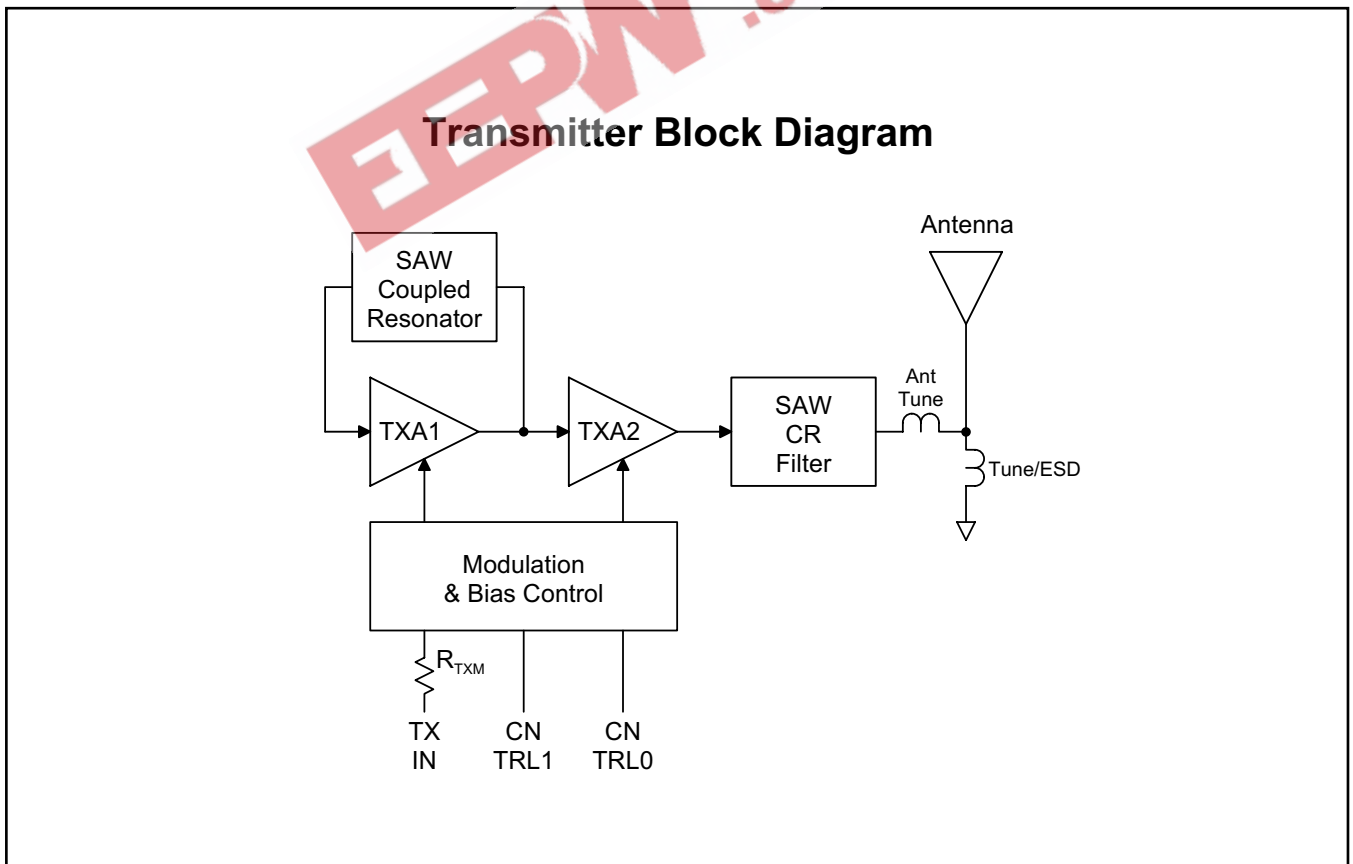 EEPW
Transmitter Block Diagram
Antenna
SAW
Coupled
Resonator
Ant
Tune
TXA1
TXA2
SAW
CR
Filter
Tune/ESD
Modulation
& Bias Control
RTXM
TX
IN
CN
TRL1
CN
TRL0